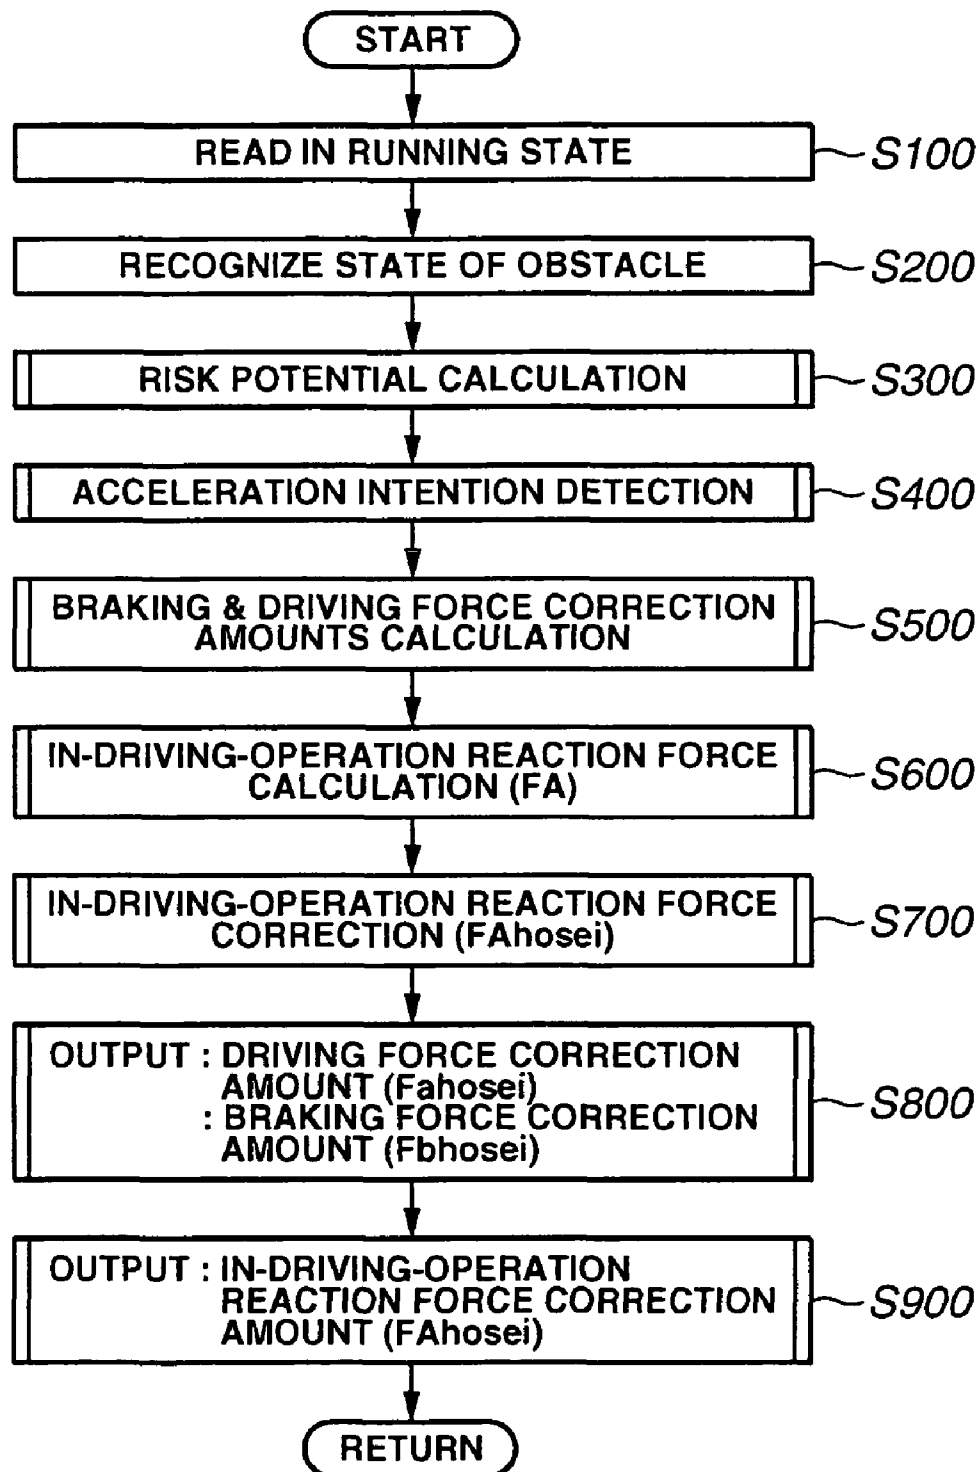 START
READ IN RUNNING STATE
S100
RECOGNIZE STATE OF OBSTACLE
S200
RISK POTENTIAL CALCULATION
S300
ACCELERATION INTENTION DETECTION
S400
BRAKING & DRIVING FORCE CORRECTION
AMOUNTS CALCULATION
S500
IN-DRIVING-OPERATION REACTION FORCE
CALCULATION (FA)
S600
IN-DRIVING-OPERATION REACTION FORCE
CORRECTION (FAhosei)
S700
OUTPUT : DRIVING FORCE CORRECTION
AMOUNT (Fahosei)
: BRAKING FORCE CORRECTION
AMOUNT (Fbhosei)
S800
OUTPUT : IN-DRIVING-OPERATION
REACTION FORCE CORRECTION
AMOUNT (FAhosei)
S900
RETURN